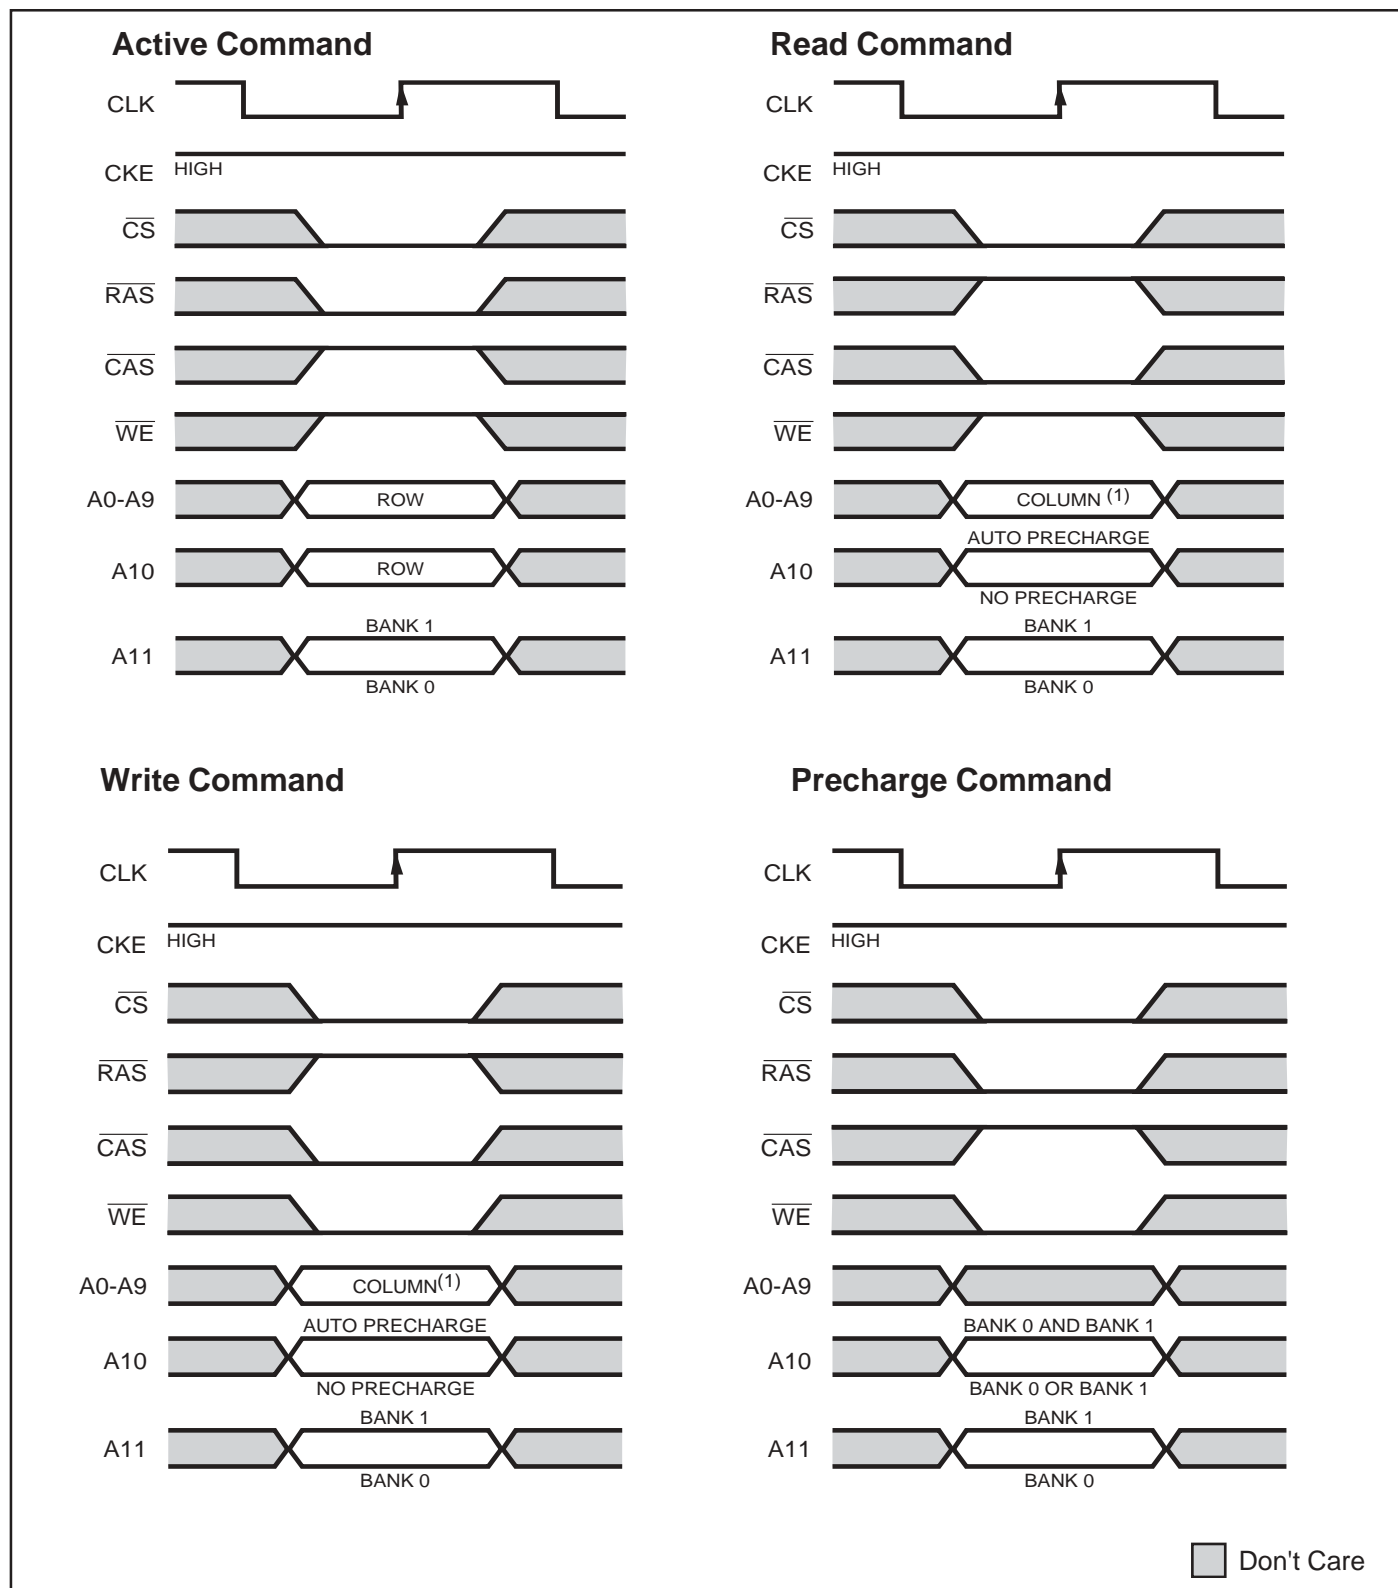 Active Command
CLK
CKE HIGH
CS
RAS
CAS
WE
A0-A9 ROW
A10 ROW
BANK 1
A11
BANK 0
Read Command
CLK
CKE HIGH
CS
RAS
CAS
WE
A0-A9 COLUMN (1)
AUTO PRECHARGE
A10
NO PRECHARGE
BANK 1
A11
BANK 0
Write Command
CLK
CKE HIGH
CS
RAS
CAS
WE
A0-A9 COLUMN(1)
AUTO PRECHARGE
A10
NO PRECHARGE
BANK 1
A11
BANK 0
Precharge Command
CLK
CKE HIGH
CS
RAS
CAS
WE
A0-A9
BANK 0 AND BANK 1
A10
BANK 0 OR BANK 1
BANK 1
A11
BANK 0
Don't Care